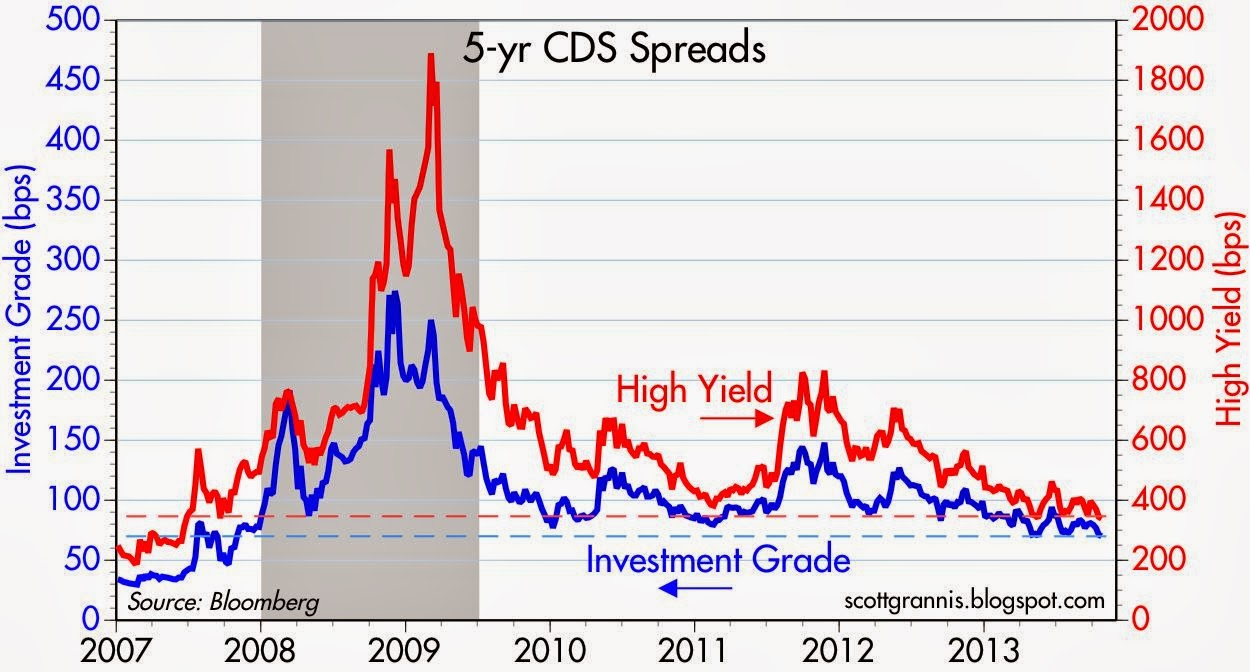 5-yr CDS Spreads
Investment Grade (bps)
500
450
400
350
300
250
200
150
100
50
0
High Yield (bps)
2000
1800
1600
1400
1200
1000
800
600
400
200
0
High Yield
Investment Grade
Source: Bloomberg
scottgrannis.blogspot.com
2007 2008 2009 2010 2011 2012 2013